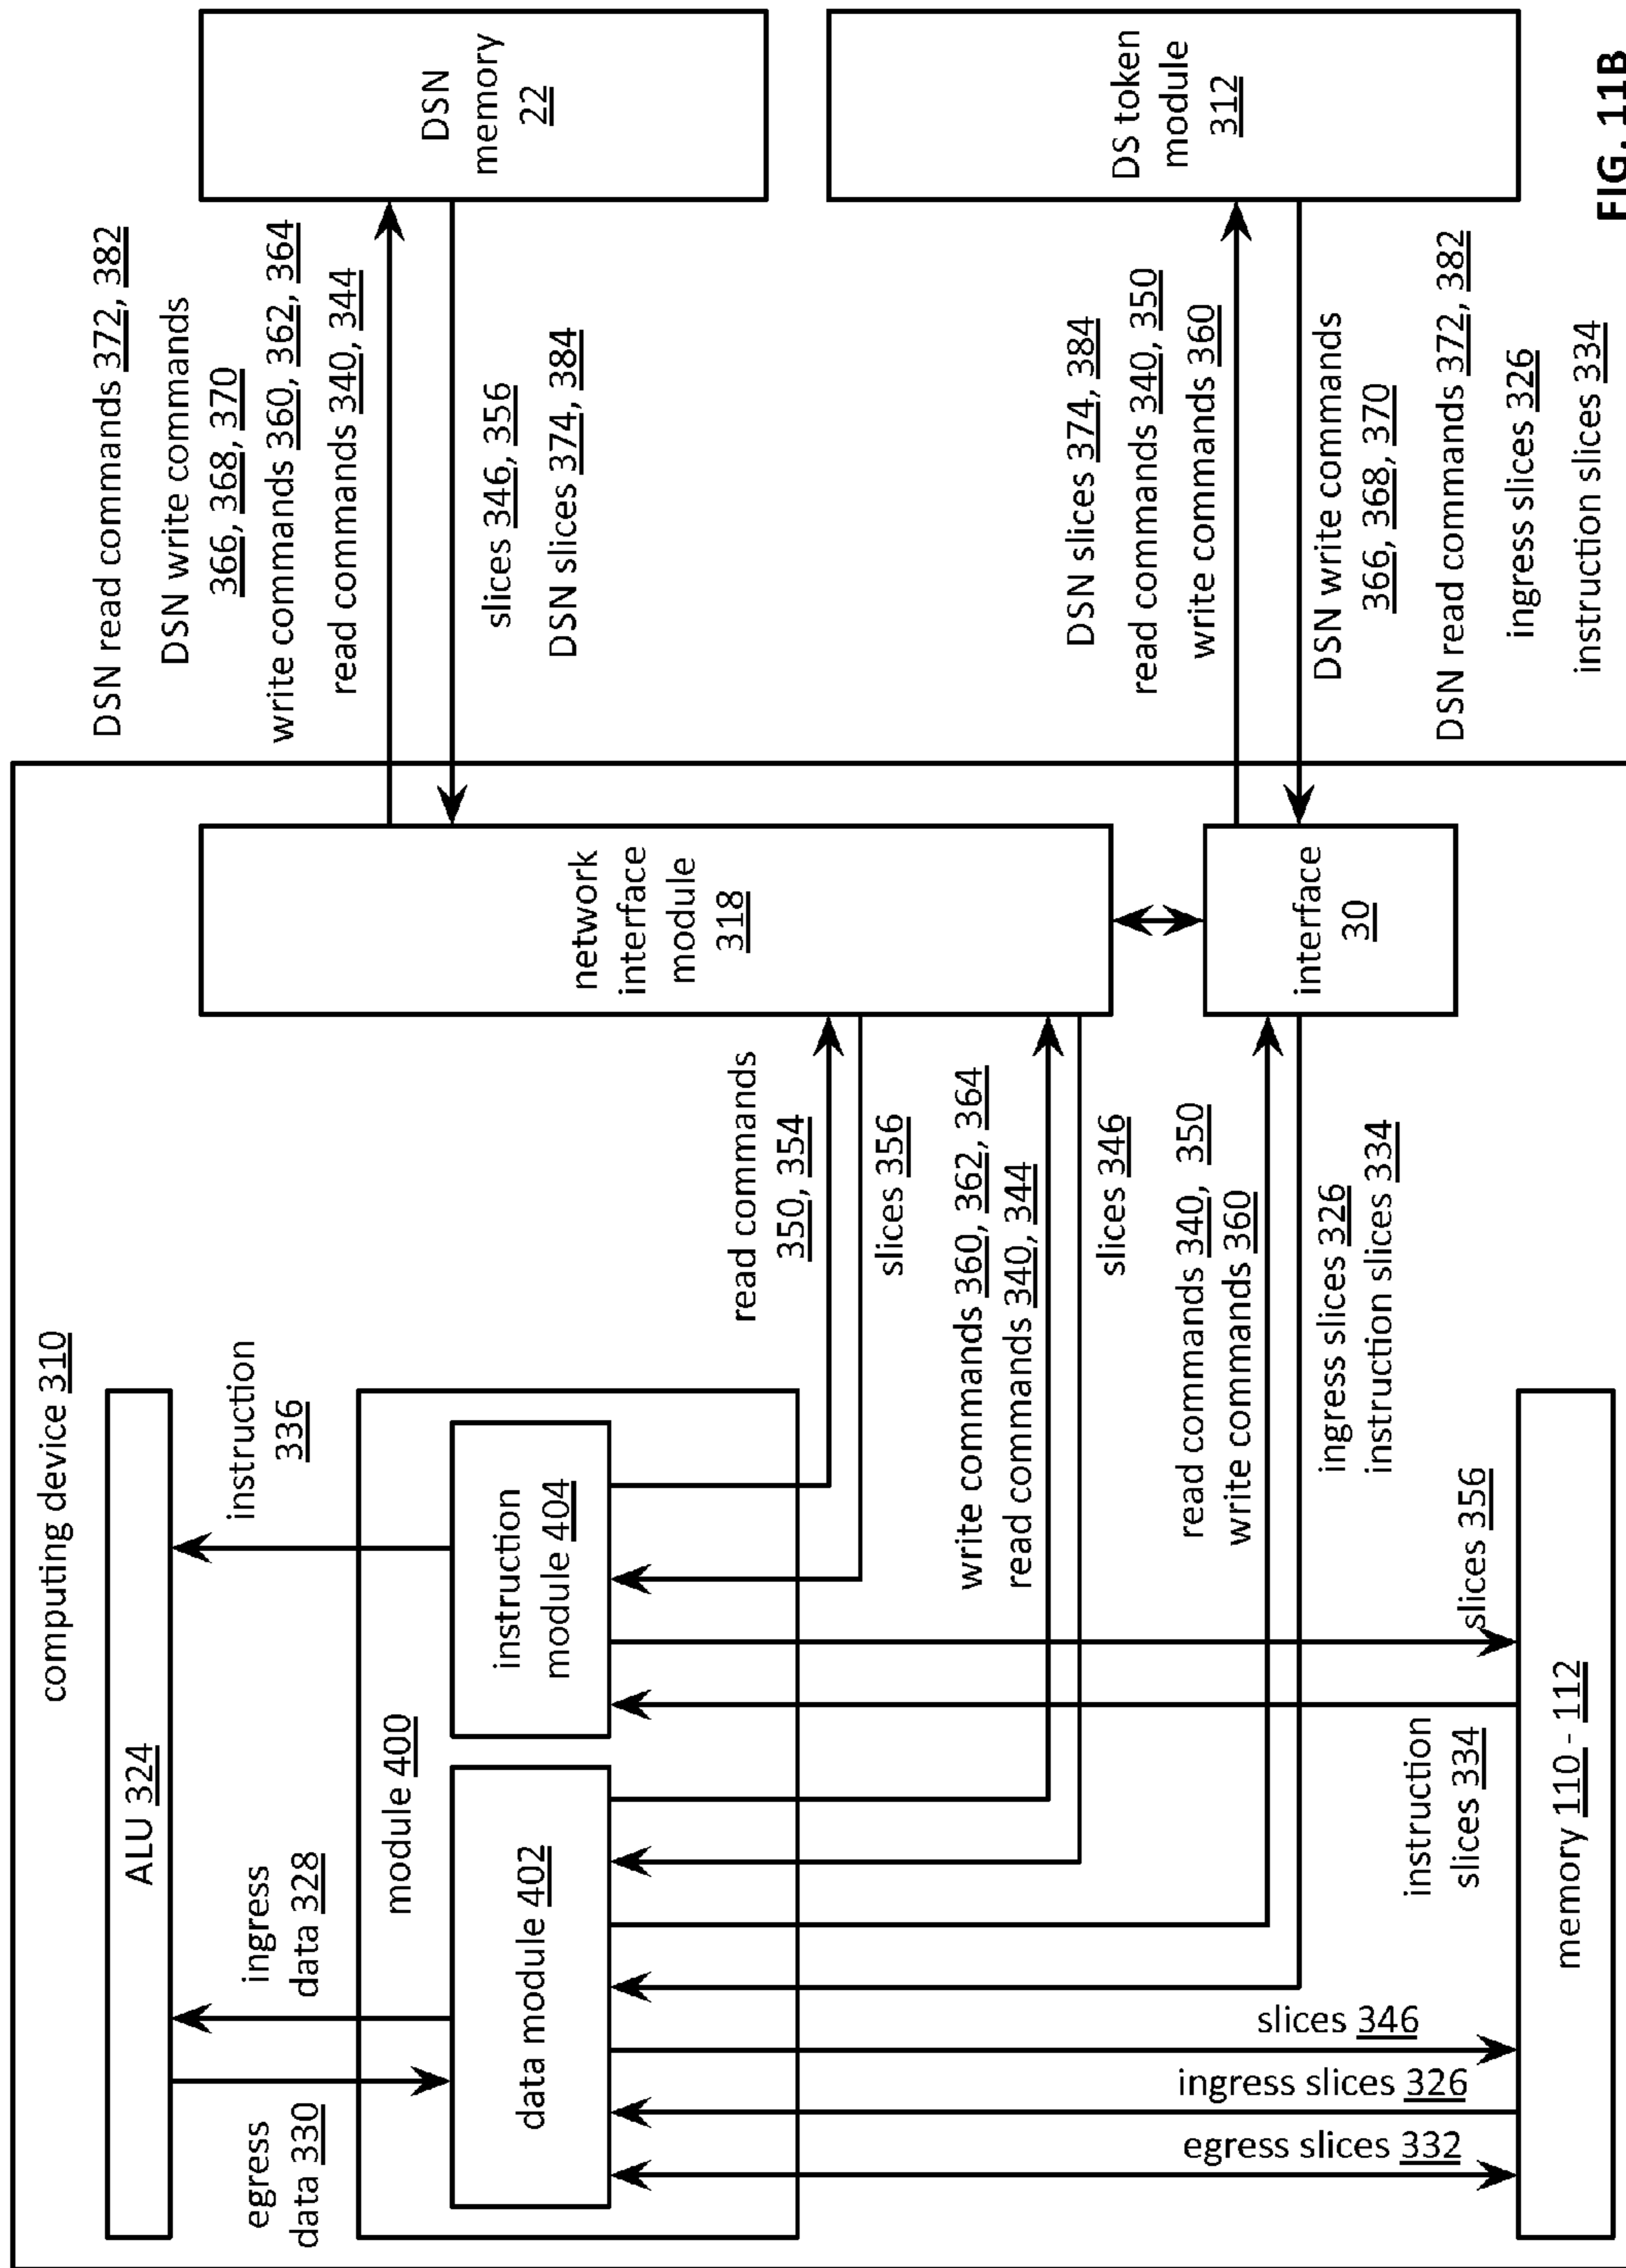 computing device 310
ALU 324
egress
data 330
ingress
data 328
instruction
336
module 400
data module 402
instruction
module 404
read commands
350, 354
slices 356
write commands 360, 362, 364
read commands 340, 344
slices 346
read commands 340, 350
write commands 360
ingress slices 326
instruction slices 334
egress slices 332
ingress slices 326
slices 346
instruction
slices 334
slices 356
memory 110 - 112
network
interface
module
318
interface
30
DSN read commands 372, 382
DSN write commands
366, 368, 370
write commands 360, 362, 364
read commands 340, 344
slices 346, 356
DSN slices 374, 384
DSN slices 374, 384
read commands 340, 350
write commands 360
DSN write commands
366, 368, 370
DSN read commands 372, 382
ingress slices 326
instruction slices 334
DSN
memory
22
DS token
module
312
FIG. 11B